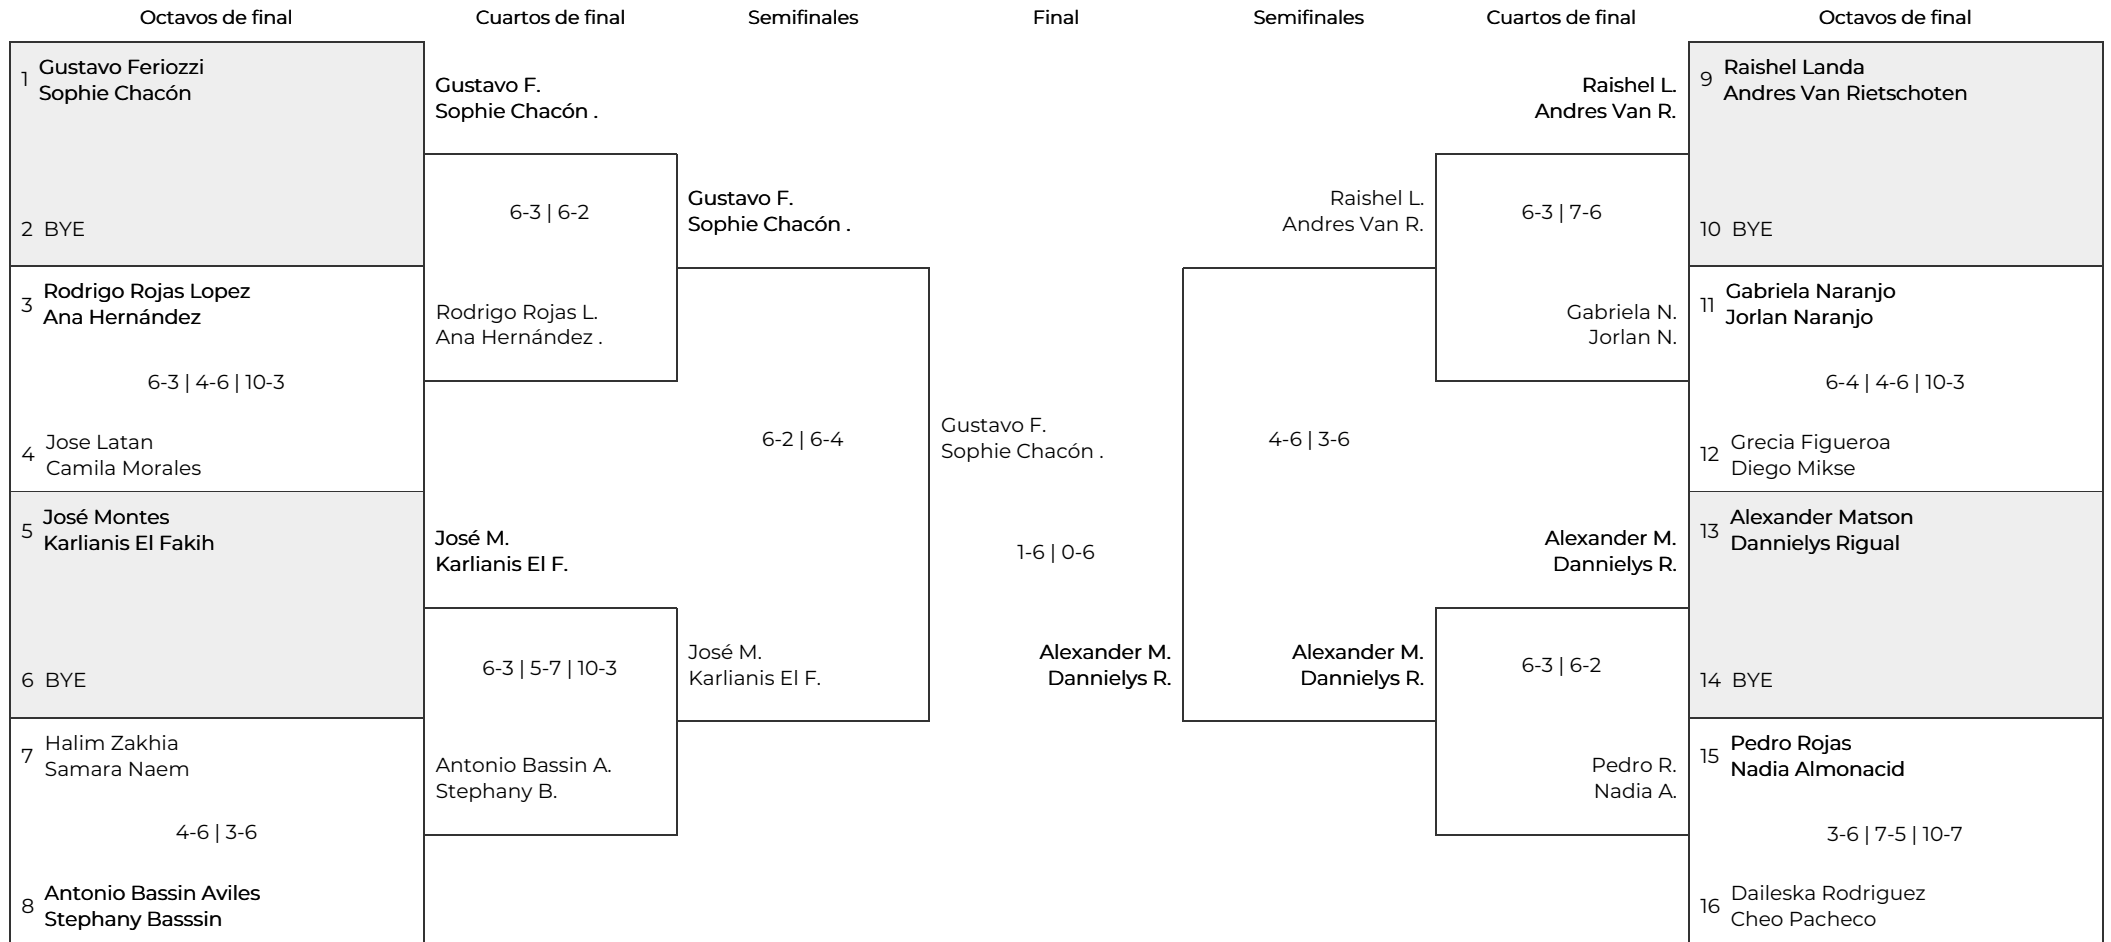 Octavos de final
Cuartos de final
Semifinales
Final
Semifinales
Cuartos de final
Octavos de final
1 Gustavo Feriozzi
Sophie Chacón
2 BYE
3 Rodrigo Rojas Lopez
Ana Hernández
6-3 | 4-6 | 10-3
4 Jose Latan
Camila Morales
5 José Montes
Karlianis El Fakih
6 BYE
7 Halim Zakhia
Samara Naem
4-6 | 3-6
8 Antonio Bassin Aviles
Stephany Basssin
Gustavo F.
Sophie Chacón .
6-3 | 6-2
Rodrigo Rojas L.
Ana Hernández .
José M.
Karlianis El F.
6-3 | 5-7 | 10-3
Antonio Bassin A.
Stephany B.
Gustavo F.
Sophie Chacón .
6-2 | 6-4
José M.
Karlianis El F.
Gustavo F.
Sophie Chacón .
1-6 | 0-6
Alexander M.
Dannielys R.
Raishel L.
Andres Van R.
4-6 | 3-6
Alexander M.
Dannielys R.
Raishel L.
Andres Van R.
6-3 | 7-6
Gabriela N.
Jorlan N.
Alexander M.
Dannielys R.
6-3 | 6-2
Pedro R.
Nadia A.
9 Raishel Landa
Andres Van Rietschoten
10 BYE
11 Gabriela Naranjo
Jorlan Naranjo
6-4 | 4-6 | 10-3
12 Grecia Figueroa
Diego Mikse
13 Alexander Matson
Dannielys Rigual
14 BYE
15 Pedro Rojas
Nadia Almonacid
3-6 | 7-5 | 10-7
16 Daileska Rodriguez
Cheo Pacheco